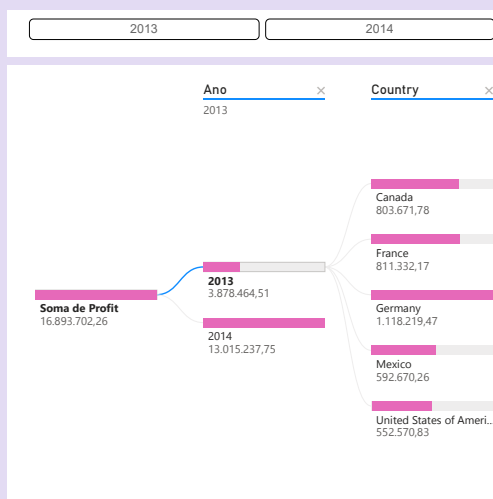 2013
2014
Ano
Country
2013
Canada
803.671,78
France
811.332,17
2013
3.878.464,51
Soma de Profit
16.893.702,26
Germany
1.118.219,47
2014
13.015.237,75
Mexico
592.670,26
United States of Ameri...
552.570,83